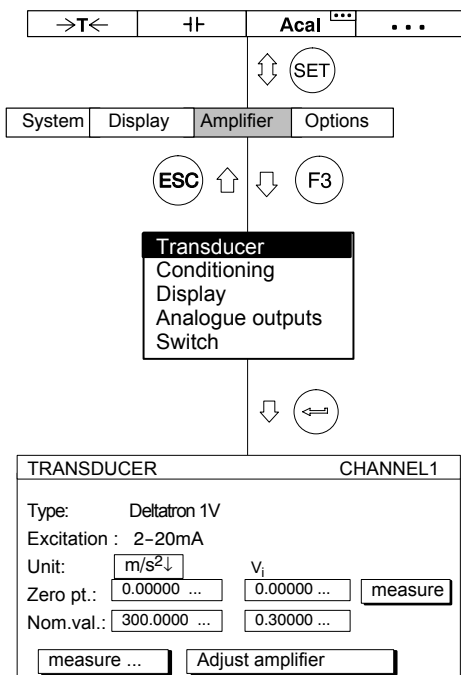 →T← ⊣⊢ Acal ••• ...
SET
System Display Amplifier Options
ESC F3
Transducer
Conditioning
Display
Analogue outputs
Switch
TRANSDUCER CHANNEL1
Type: Deltatron 1V
Excitation : 2-20mA
Unit: m/s²↓ Vi
Zero pt.: 0.00000 ... 0.00000 ... measure
Nom.val.: 300.0000 ... 0.30000 ...
measure ... Adjust amplifier